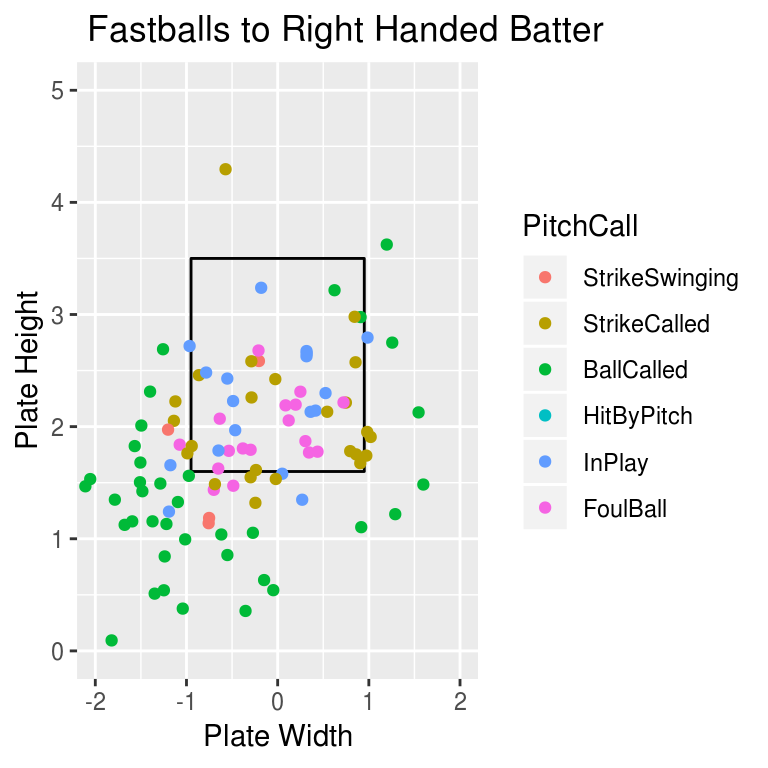 Fastballs to Right Handed Batter
5
4
3
2
1
0
Plate Height
-2 -1 0 1 2
Plate Width
PitchCall
StrikeSwinging
StrikeCalled
BallCalled
HitByPitch
InPlay
FoulBall